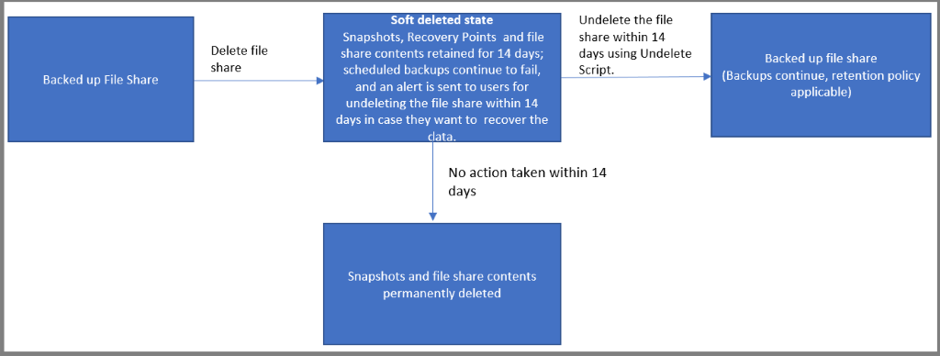 Backed up File Share
Delete file
share
Soft deleted state
Snapshots, Recovery Points and file
share contents retained for 14 days;
scheduled backups continue to fail,
and an alert is sent to users for
undeleting the file share within 14
days in case they want to recover the
data.
Undelete the file
share within 14
days using Undelete
Script.
Backed up file share
(Backups continue, retention policy
applicable)
No action taken within 14
days
Snapshots and file share contents
permanently deleted